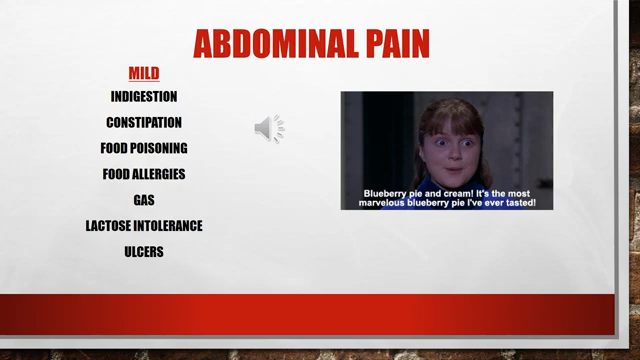 ABDOMINAL PAIN
MILD
INDIGESTION
CONSTIPATION
FOOD POISONING
FOOD ALLERGIES
GAS
LACTOSE INTOLERANCE
ULCERS
Blueberry pie and cream! It's the most
marvelous blueberry pie I've ever tasted!